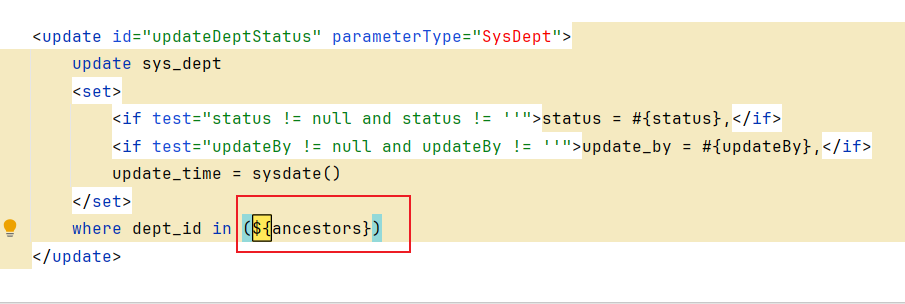 <update id="updateDeptStatus" parameterType="SysDept">
update sys_dept
<set>
<if test="status != null and status != ''">status = #{status},</if>
<if test="updateBy != null and updateBy != ''">update_by = #{updateBy},</if>
update_time = sysdate()
</set>
where dept_id in (${ancestors})
</update>